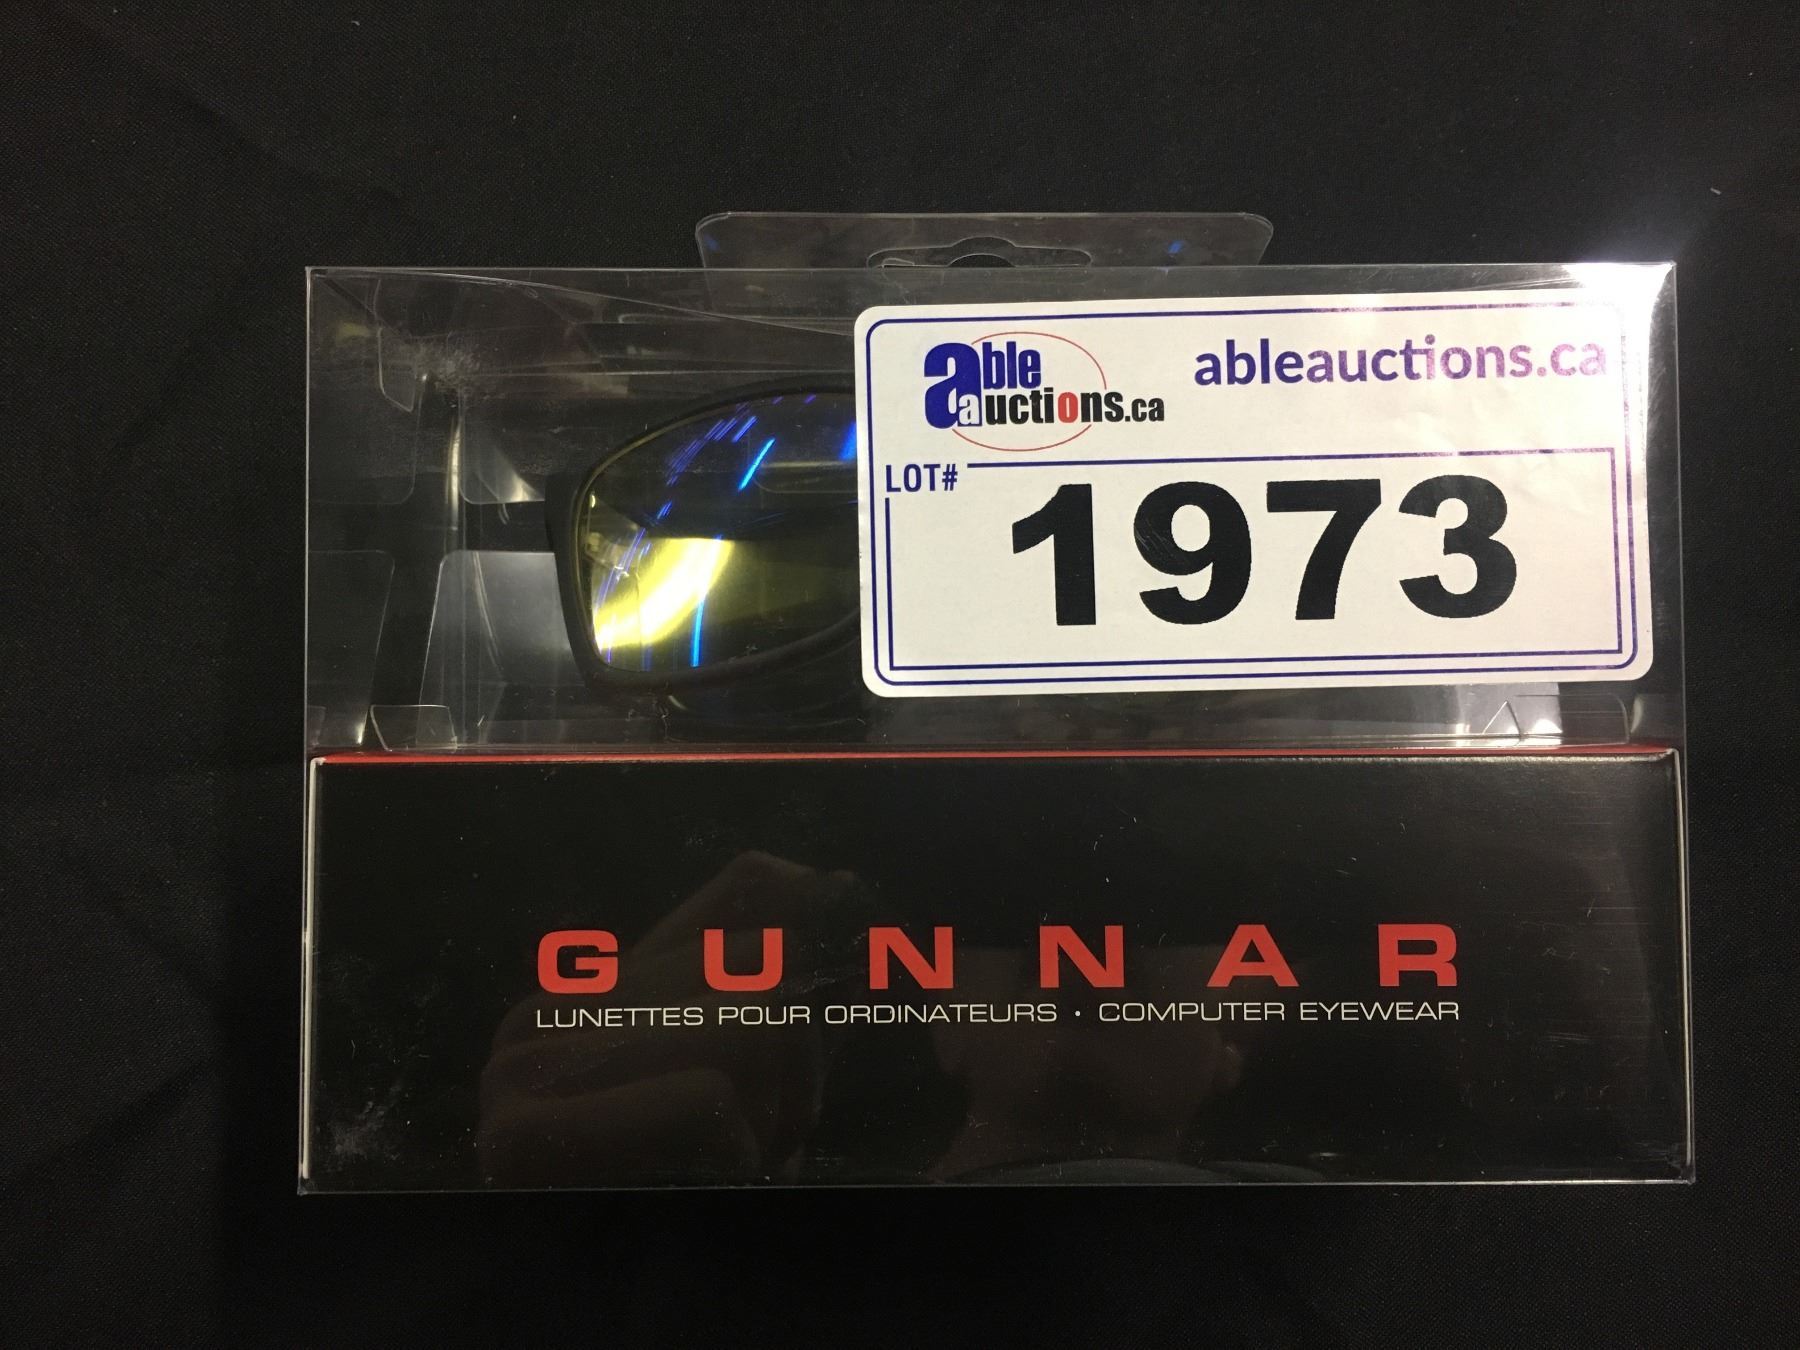 able auctions.ca
ableauctions.ca
LOT#
1973
GUNNAR
LUNETTES POUR ORDINATEURS · COMPUTER EYEWEAR